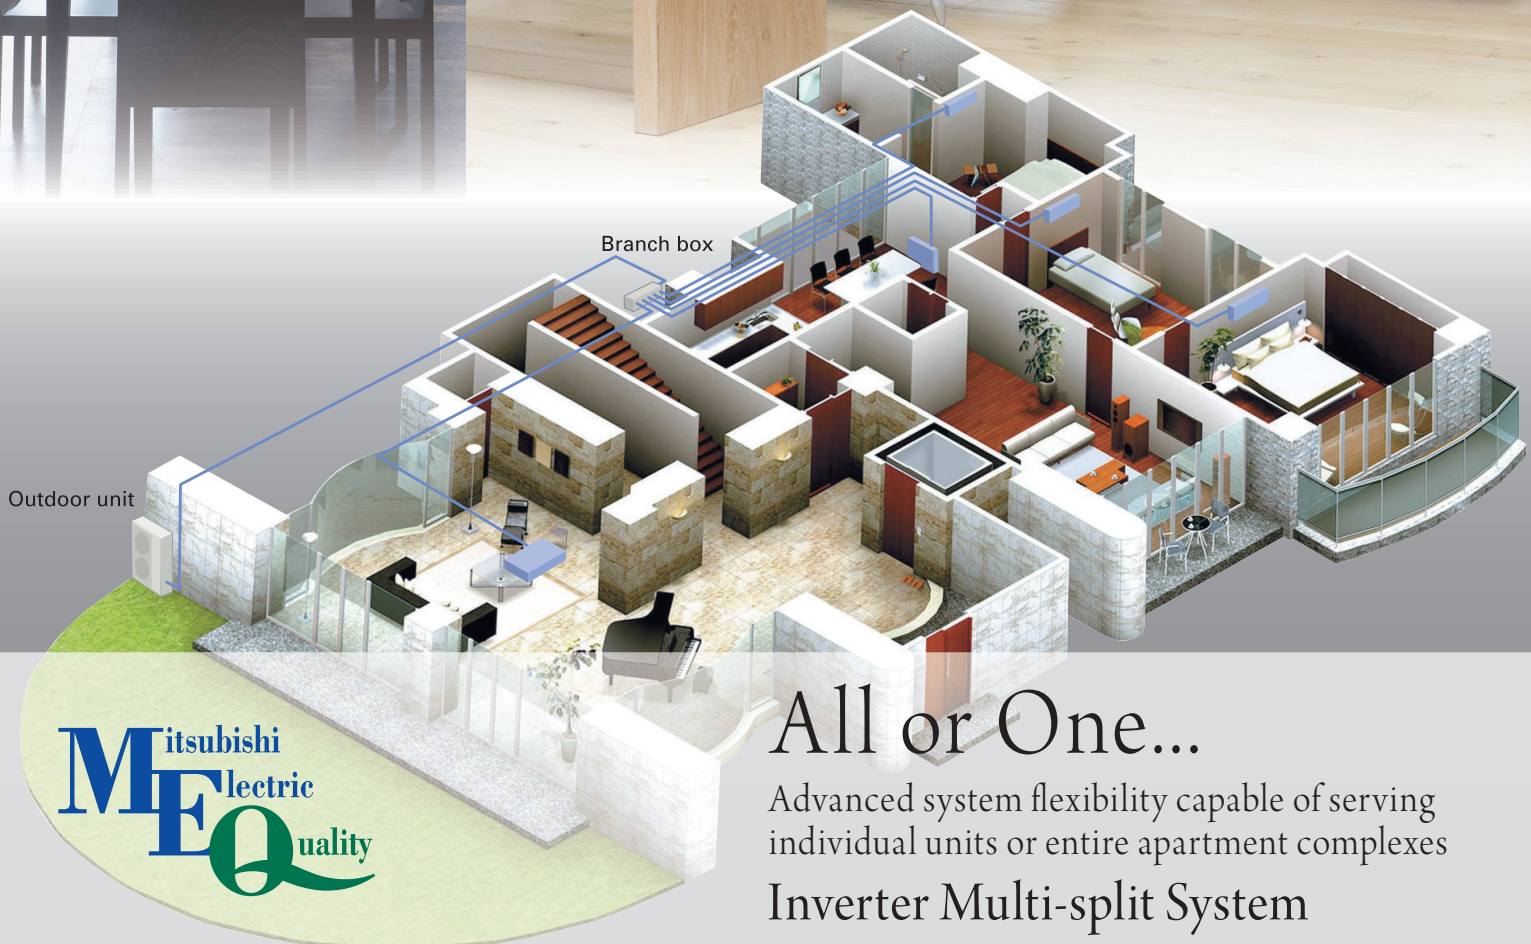 Branch box
Outdoor unit
Mitsubishi
Electric
Quality
All or One...
Advanced system flexibility capable of serving
individual units or entire apartment complexes
Inverter Multi-split System